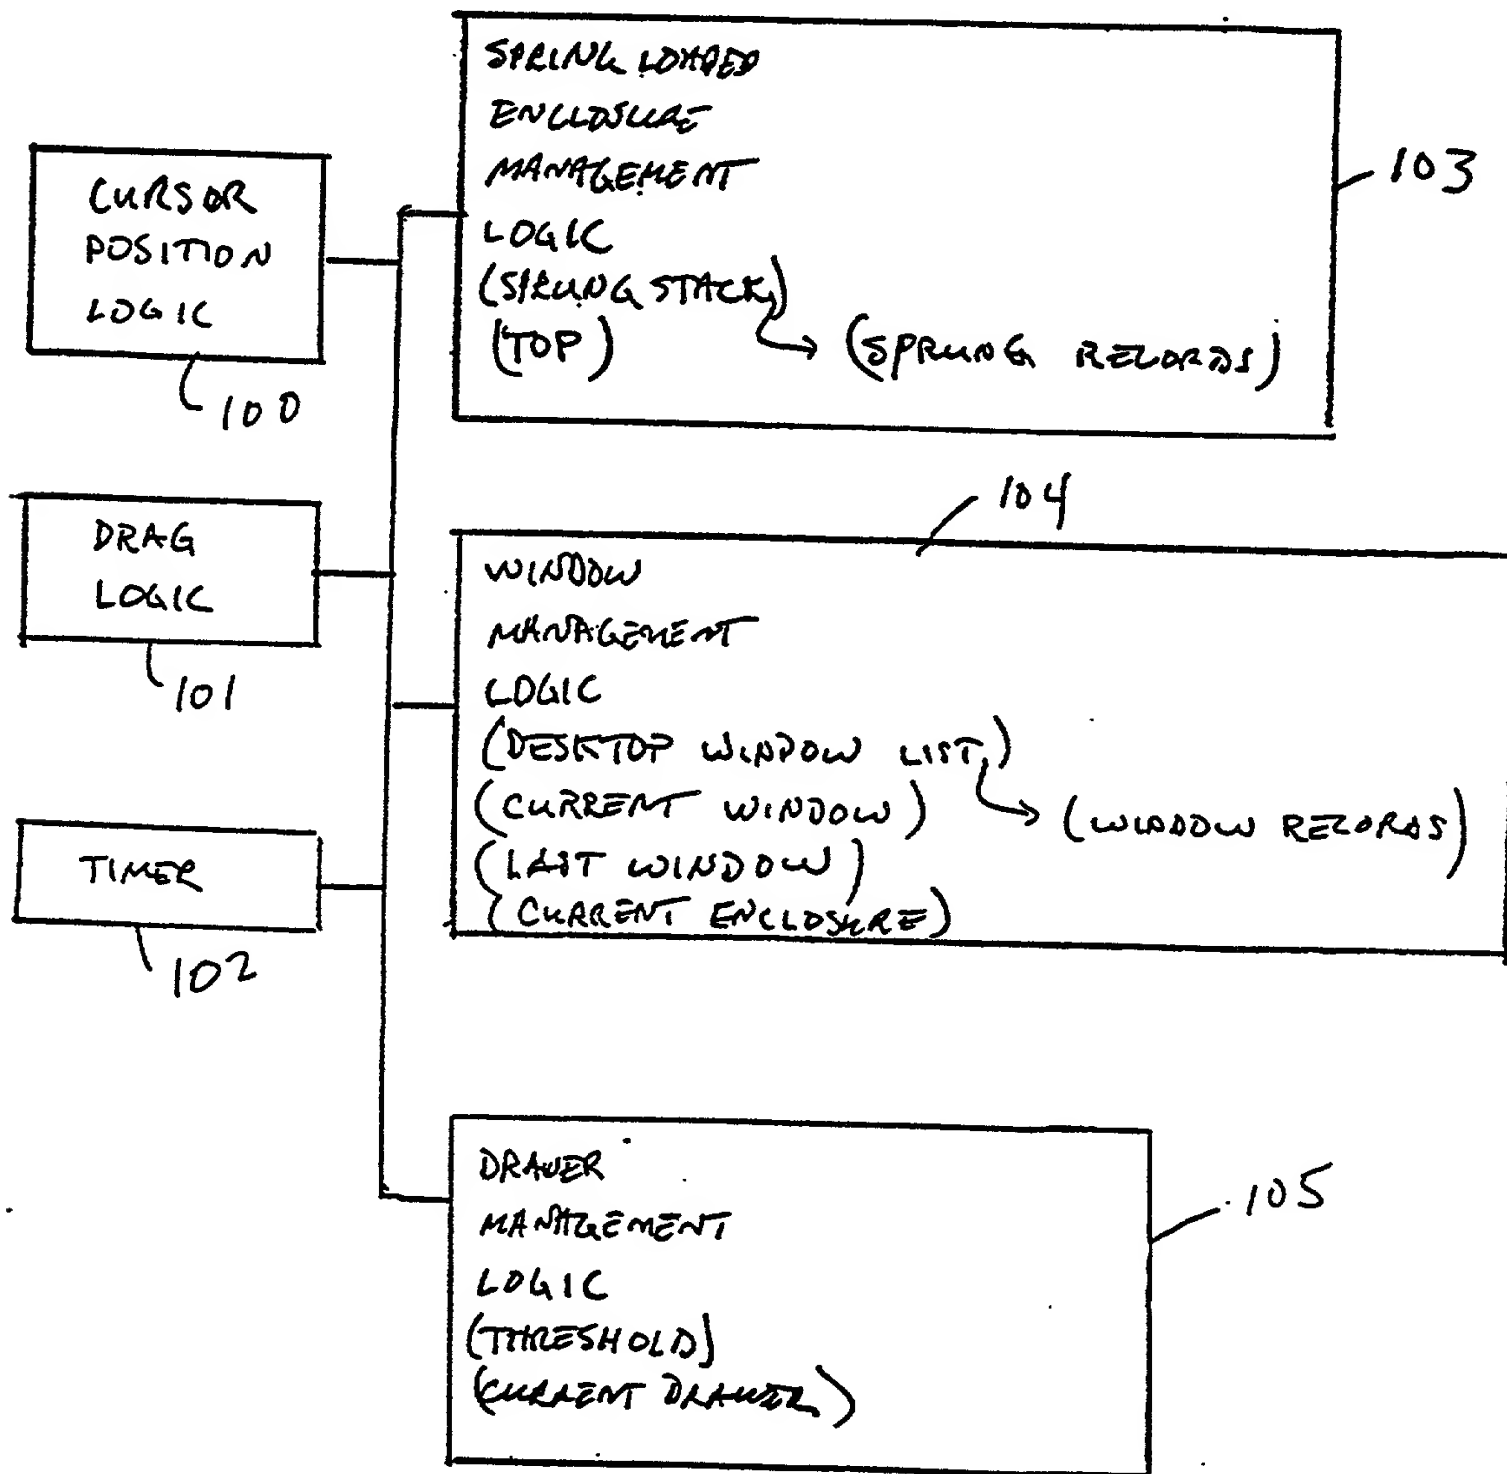 SPRING LOADED
ENCLOSURE
MANAGEMENT
LOGIC
(SPRUNG STACK)
(TOP) → (SPRUNG RECORDS)
103
CURSOR
POSITION
LOGIC
100
DRAG
LOGIC
101
104
WINDOW
MANAGEMENT
LOGIC
(DESKTOP WINDOW LIST)
(CURRENT WINDOW) → (WINDOW RECORDS)
(LAST WINDOW)
(CURRENT ENCLOSURE)
TIMER
102
DRAWER
MANAGEMENT
LOGIC
(THRESHOLD)
(CURRENT DRAWER)
105